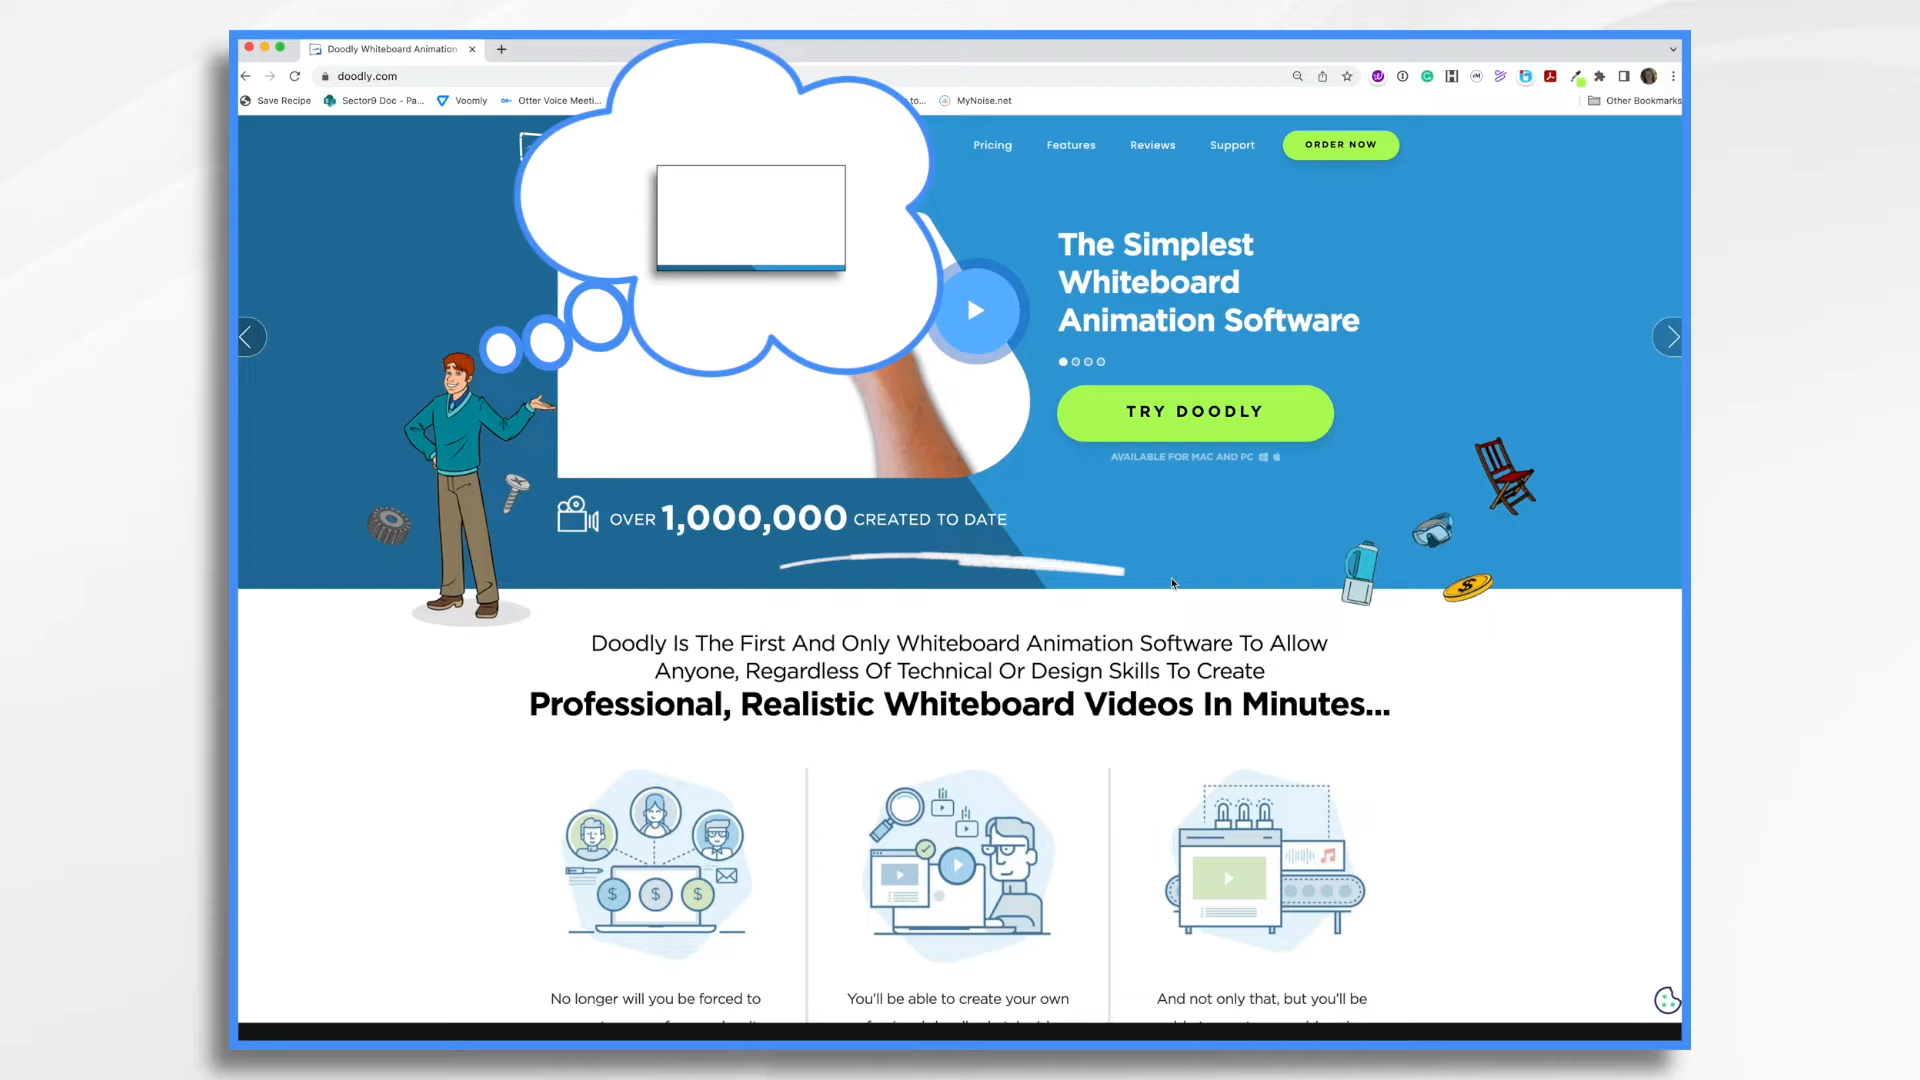 Doodly Whiteboard Animation
doodly.com
Save Recipe
Sector9 Doc - Pa...
Voomly
Otter Voice Meeti...
to...
MyNoise.net
Other Bookmarks
Pricing
Features
Reviews
Support
ORDER NOW
The Simplest
Whiteboard
Animation Software
TRY DOODLY
AVAILABLE FOR MAC AND PC
OVER 1,000,000 CREATED TO DATE
Doodly Is The First And Only Whiteboard Animation Software To Allow
Anyone, Regardless Of Technical Or Design Skills To Create
Professional, Realistic Whiteboard Videos In Minutes...
No longer will you be forced to
You'll be able to create your own
And not only that, but you'll be